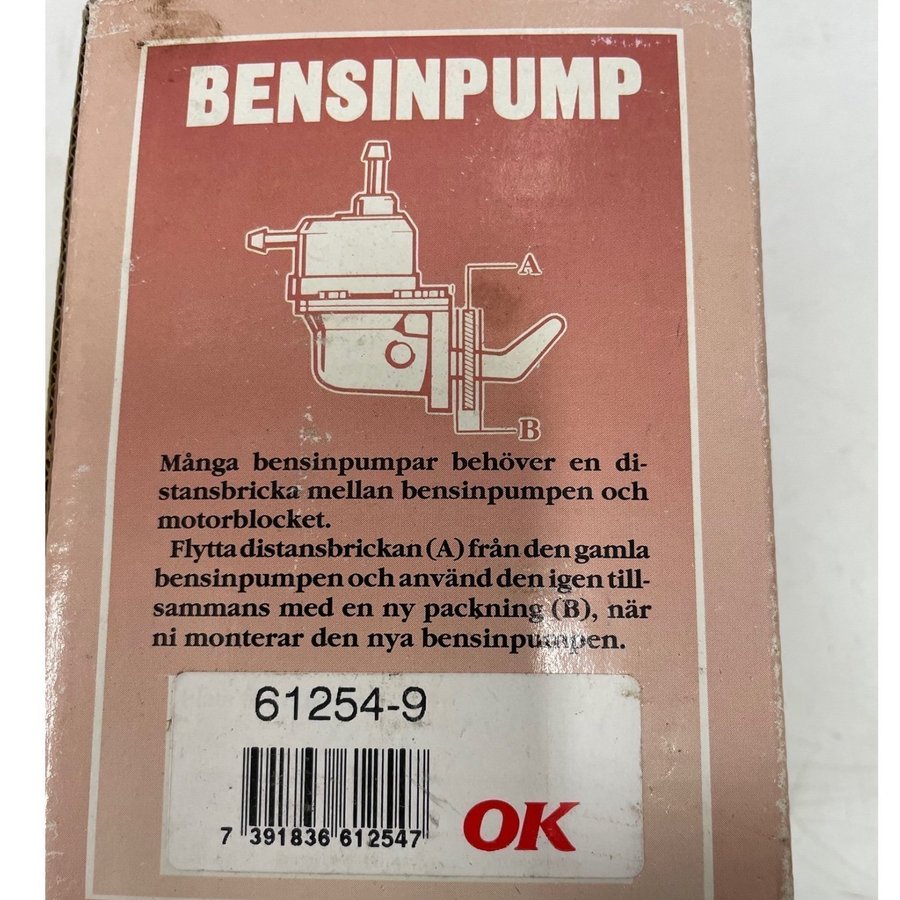 BENSINPUMP
A
B
Många bensinpumpar behöver en di-
stansbricka mellan bensinpumpen och
motorblocket.
Flytta distansbrickan (A) från den gamla
bensinpumpen och använd den igen till-
sammans med en ny packning (B), när
ni monterar den nya bensinpumpen.
61254-9
7 391836 612547
OK